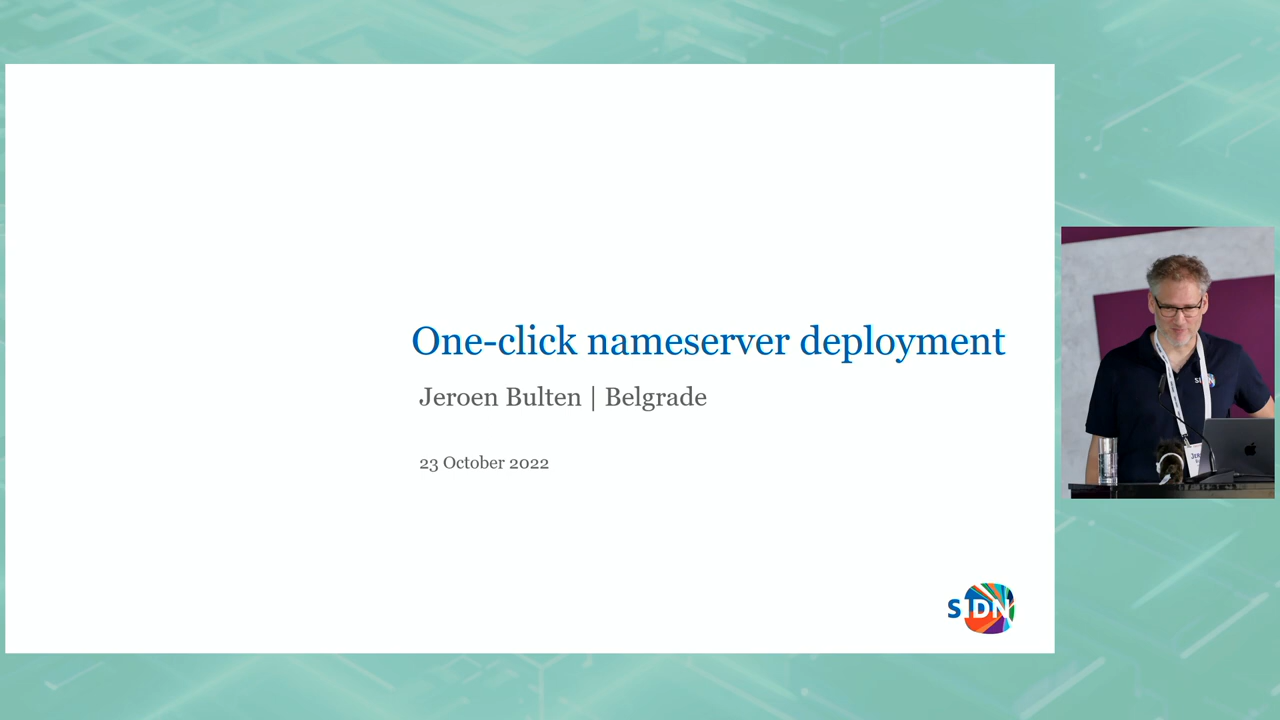 One-click nameserver deployment
Jeroen Bulten | Belgrade
23 October 2022
SIDN